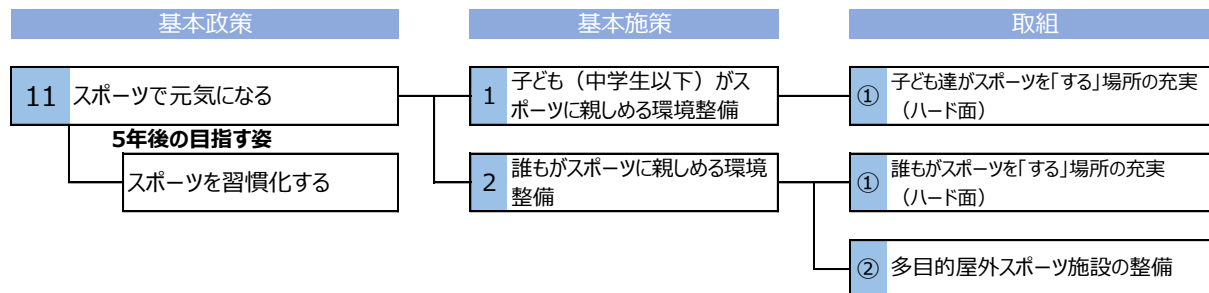 基本政策
基本施策
取組
11 スポーツで元気になる
5年後の目指す姿
スポーツを習慣化する
1 子ども（中学生以下）がス
ポーツに親しめる環境整備
① 子ども達がスポーツを｢する｣場所の充実
（ハード面）
2 誰もがスポーツに親しめる環境
整備
① 誰もがスポーツを｢する｣場所の充実
（ハード面）
② 多目的屋外スポーツ施設の整備